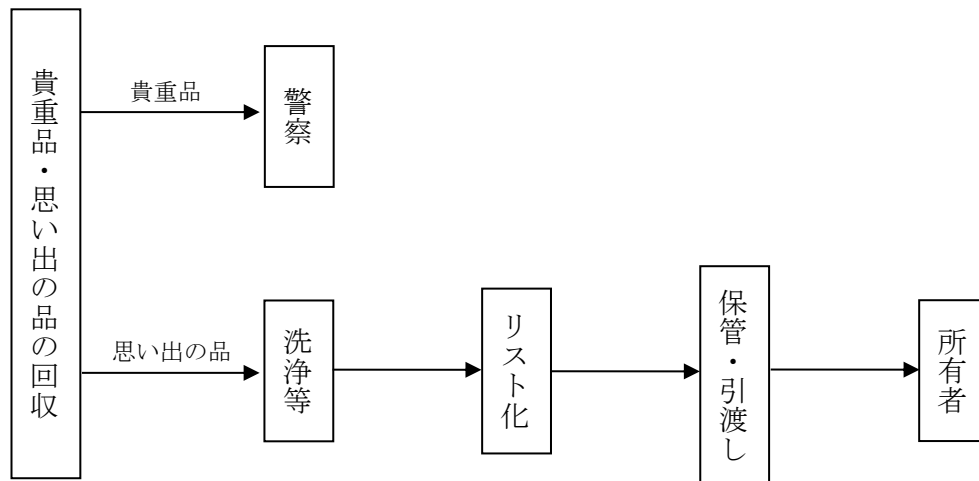 貴重品・思い出の品の回収
貴重品
警察
思い出の品
洗浄等
リスト化
保管・引渡し
所有者